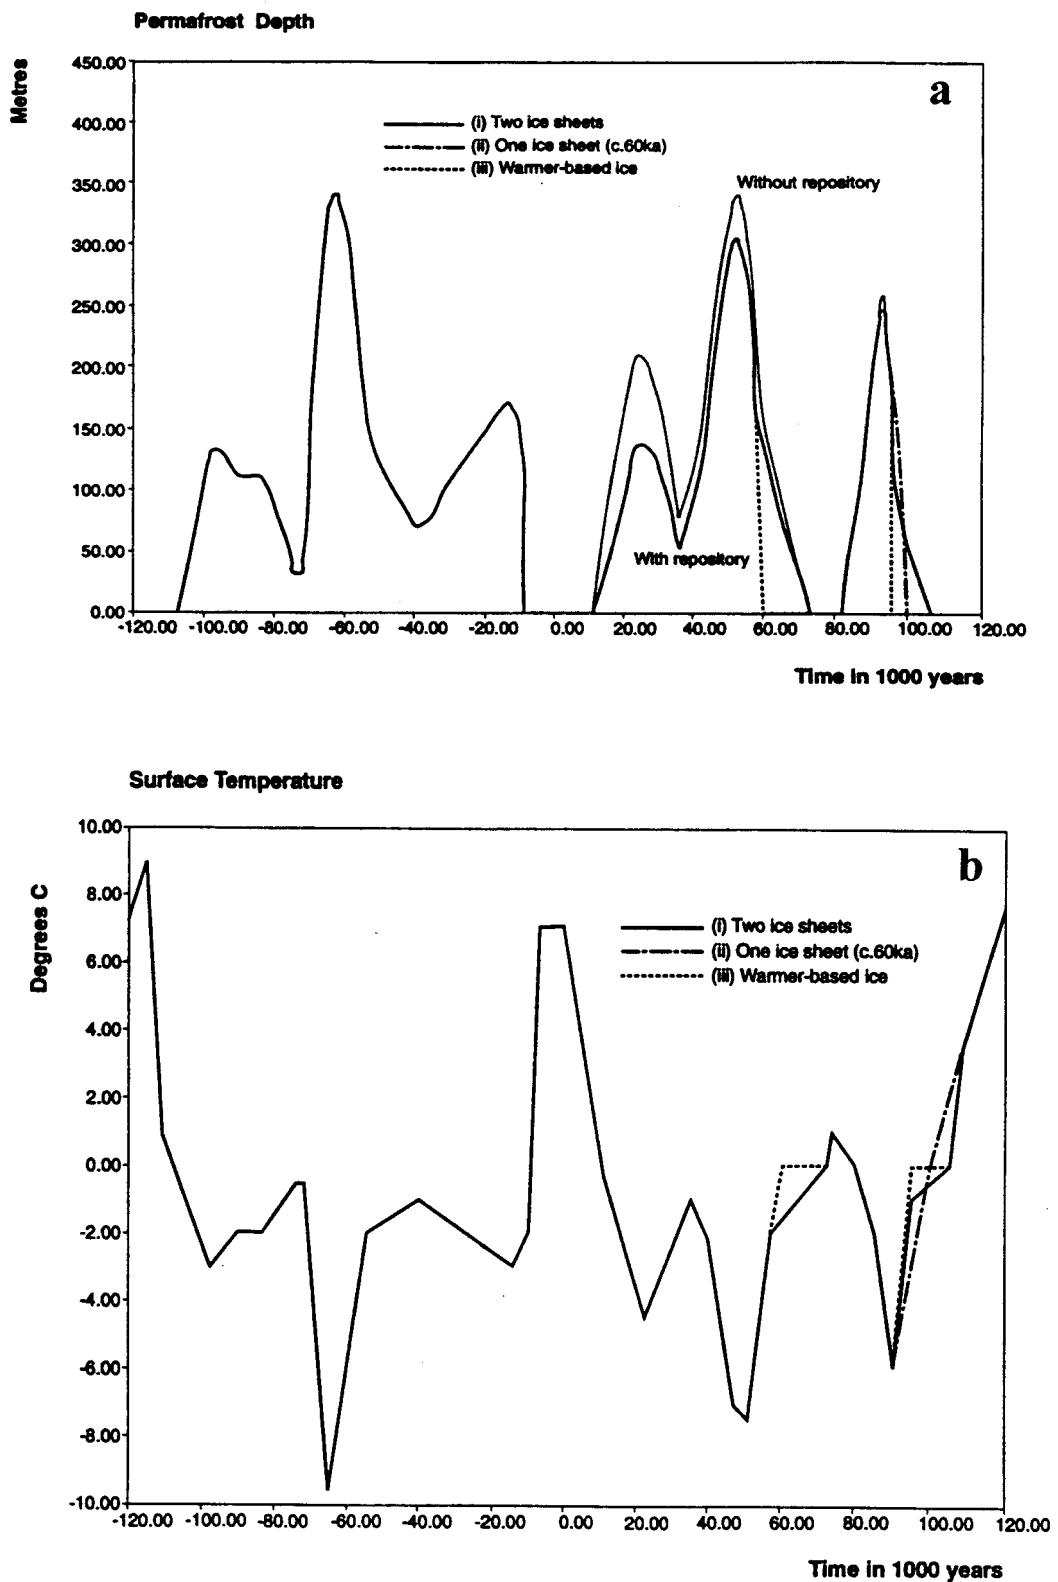 Permafrost Depth
Metres
a
450.00
400.00
350.00
300.00
250.00
200.00
150.00
100.00
50.00
0.00
(i) Two ice sheets
(ii) One ice sheet (c.60ka)
(iii) Warmer-based ice
Without repository
With repository
-120.00 -100.00 -80.00 -60.00 -40.00 -20.00 0.00 20.00 40.00 60.00 80.00 100.00 120.00
Time in 1000 years
Surface Temperature
Degrees C
b
10.00
8.00
6.00
4.00
2.00
0.00
-2.00
-4.00
-6.00
-8.00
-10.00
(i) Two ice sheets
(ii) One ice sheet (c.60ka)
(iii) Warmer-based ice
-120.00 -100.00 -80.00 -60.00 -40.00 -20.00 0.00 20.00 40.00 60.00 80.00 100.00 120.00
Time in 1000 years